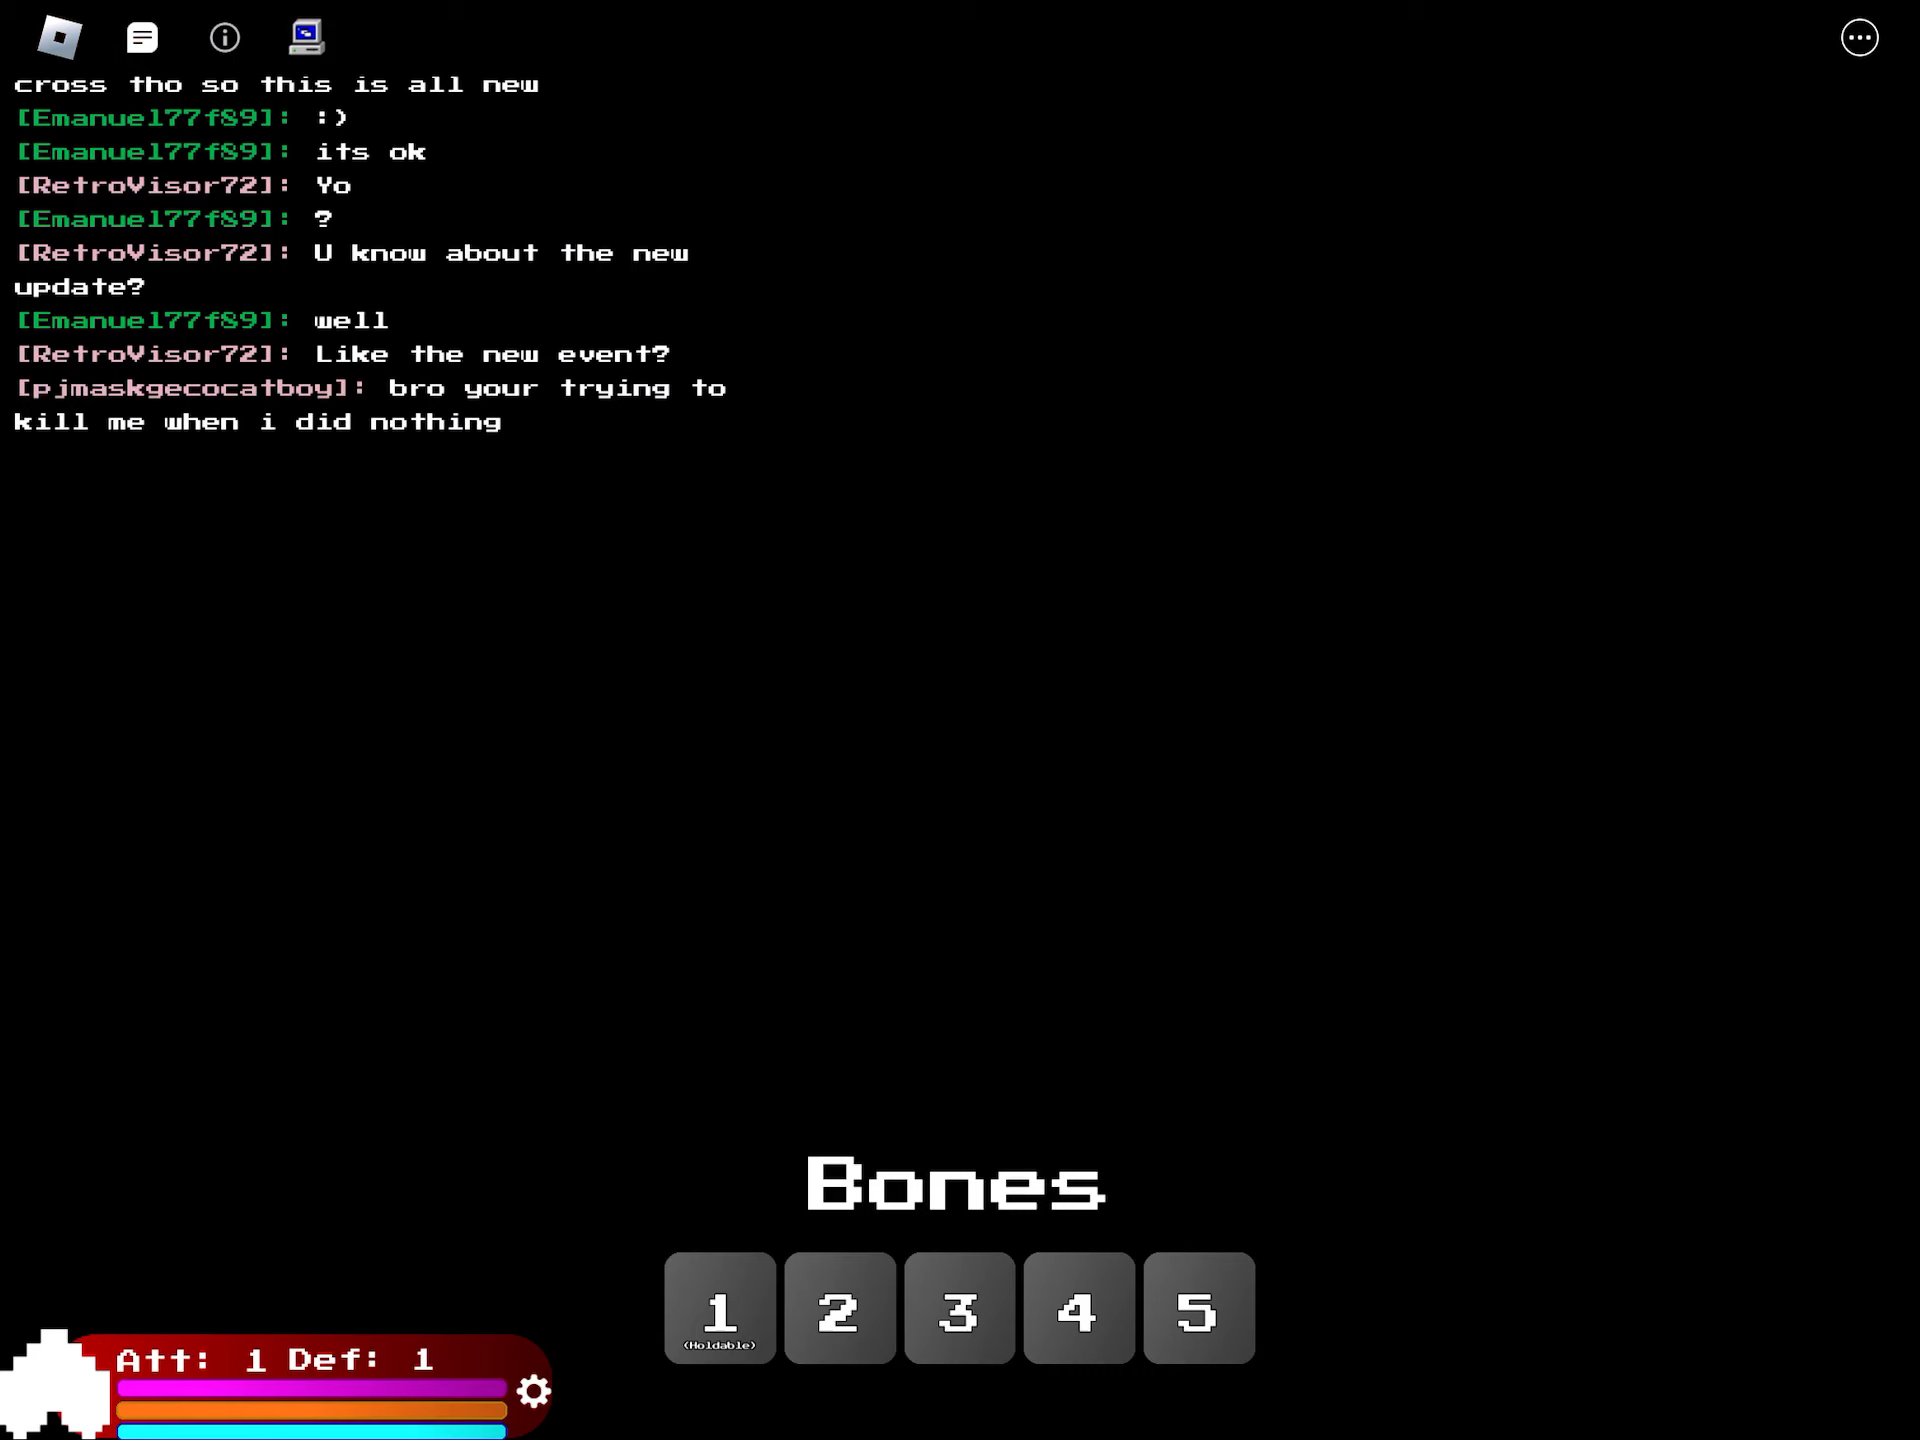 cross tho so this is all new
[Emanuel77f89]: :)
[Emanuel77f89]: its ok
[RetroVisor72]: Yo
[Emanuel77f89]: ?
[RetroVisor72]: U know about the new
update?
[Emanuel77f89]: well
[RetroVisor72]: Like the new event?
[pjmaskgecocatboy]: bro your trying to
kill me when i did nothing
Bones
1 2 3 4 5
(Holdable)
Att: 1 Def: 1